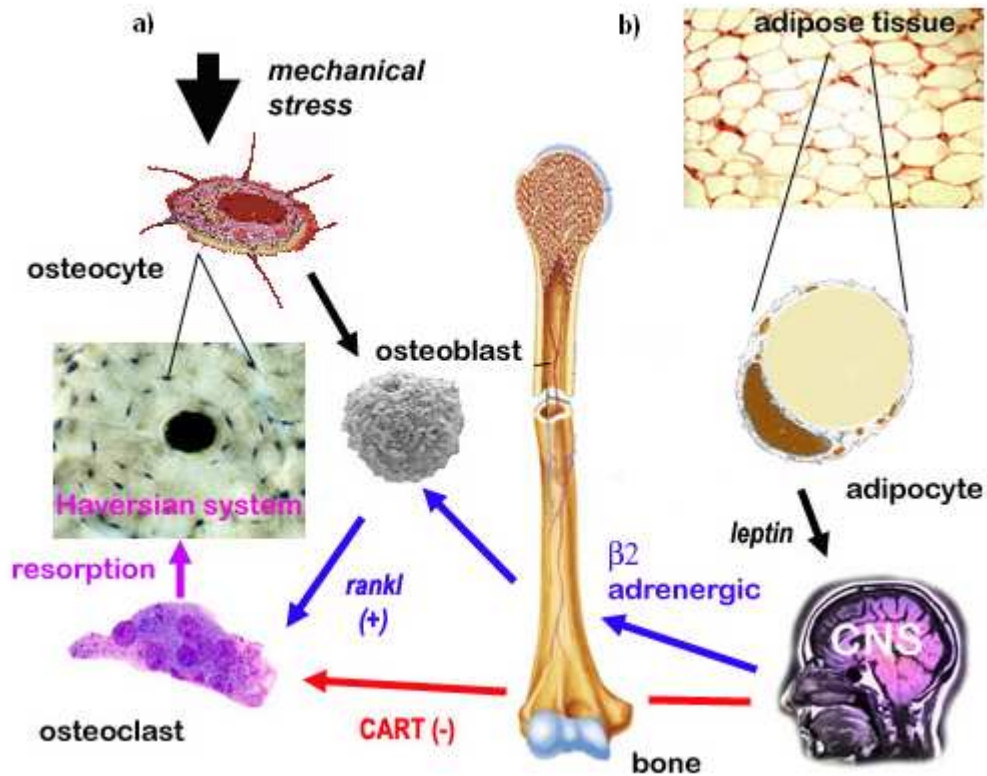 a)
mechanical
stress
osteocyte
osteoblast
Haversian system
resorption
rankl
(+)
osteoclast
CART (-)
b)
adipose tissue
adipocyte
leptin
β2
adrenergic
CNS
bone